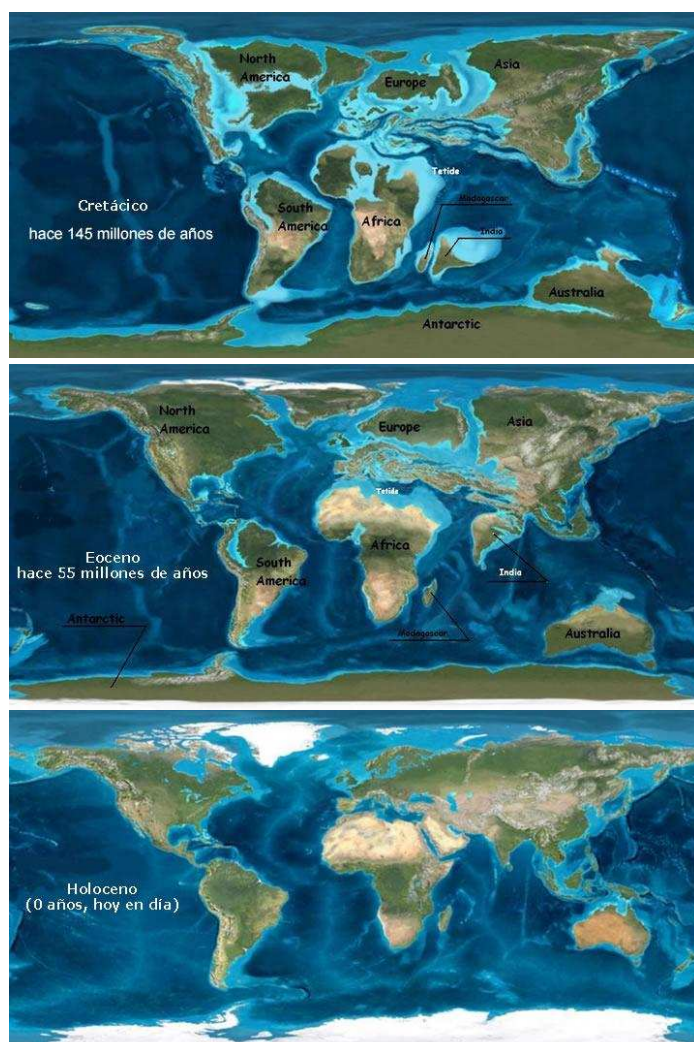 North
America
Europe
Asia
Tetide
Madagascar
Cretácico
hace 145 millones de años
South
America
Africa
India
Australia
Antarctic
North
America
Europe
Asia
Tetide
Eoceno
hace 55 millones de años
Africa
South
America
India
Antarctic
Madagascar
Australia
Holoceno
(0 años, hoy en día)